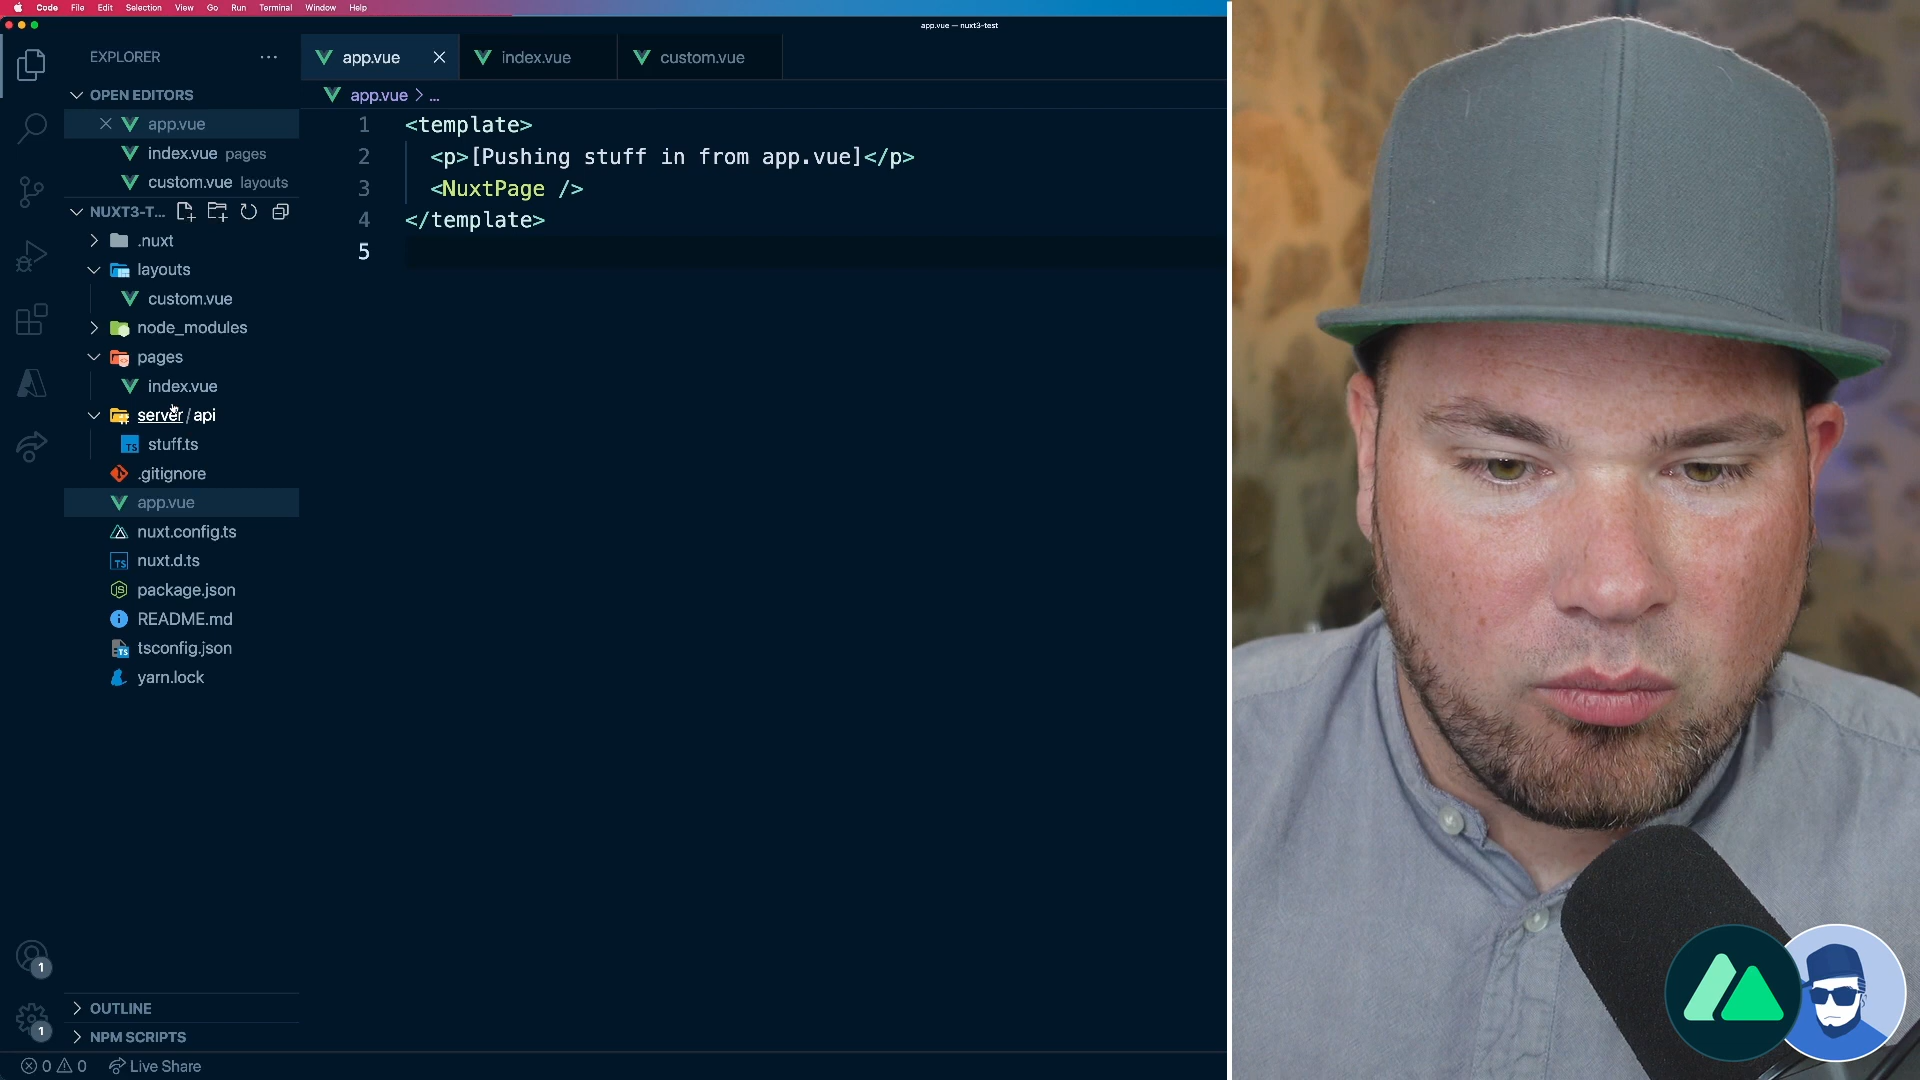 Code File Edit Selection View Go Run Terminal Window Help
app.vue — nuxt3-test
EXPLORER
OPEN EDITORS
app.vue
index.vue pages
custom.vue layouts
NUXT3-T...
.nuxt
layouts
custom.vue
node_modules
pages
index.vue
server/api
stuff.ts
.gitignore
app.vue
nuxt.config.ts
nuxt.d.ts
package.json
README.md
tsconfig.json
yarn.lock
OUTLINE
NPM SCRIPTS
1
1
0 0 Live Share
app.vue index.vue custom.vue
app.vue > ...
1 <template>
2 <p>[Pushing stuff in from app.vue]</p>
3 <NuxtPage />
4 </template>
5